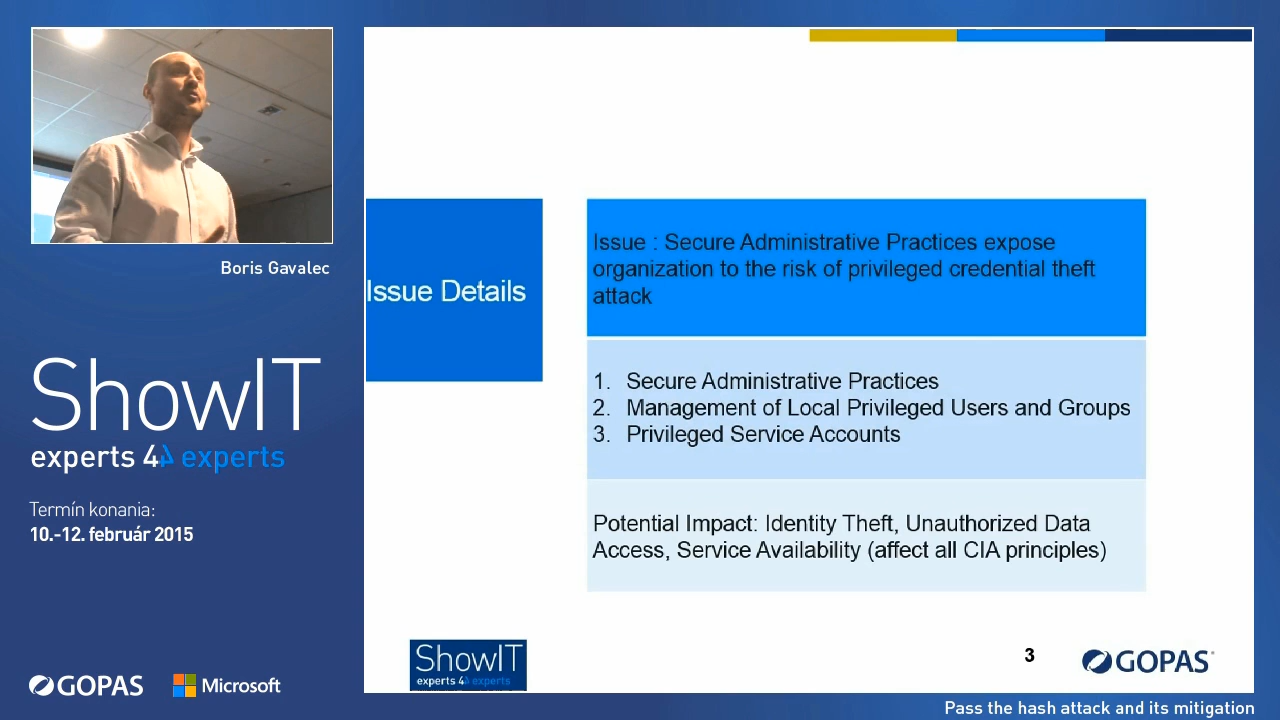 Boris Gavalec
ShowIT
experts 4 experts
Termín konania:
10.-12. február 2015
GOPAS
Microsoft
Issue Details
Issue : Secure Administrative Practices expose
organization to the risk of privileged credential theft
attack
1. Secure Administrative Practices
2. Management of Local Privileged Users and Groups
3. Privileged Service Accounts
Potential Impact: Identity Theft, Unauthorized Data
Access, Service Availability (affect all CIA principles)
ShowIT
experts 4 experts
3
GOPAS
Pass the hash attack and its mitigation